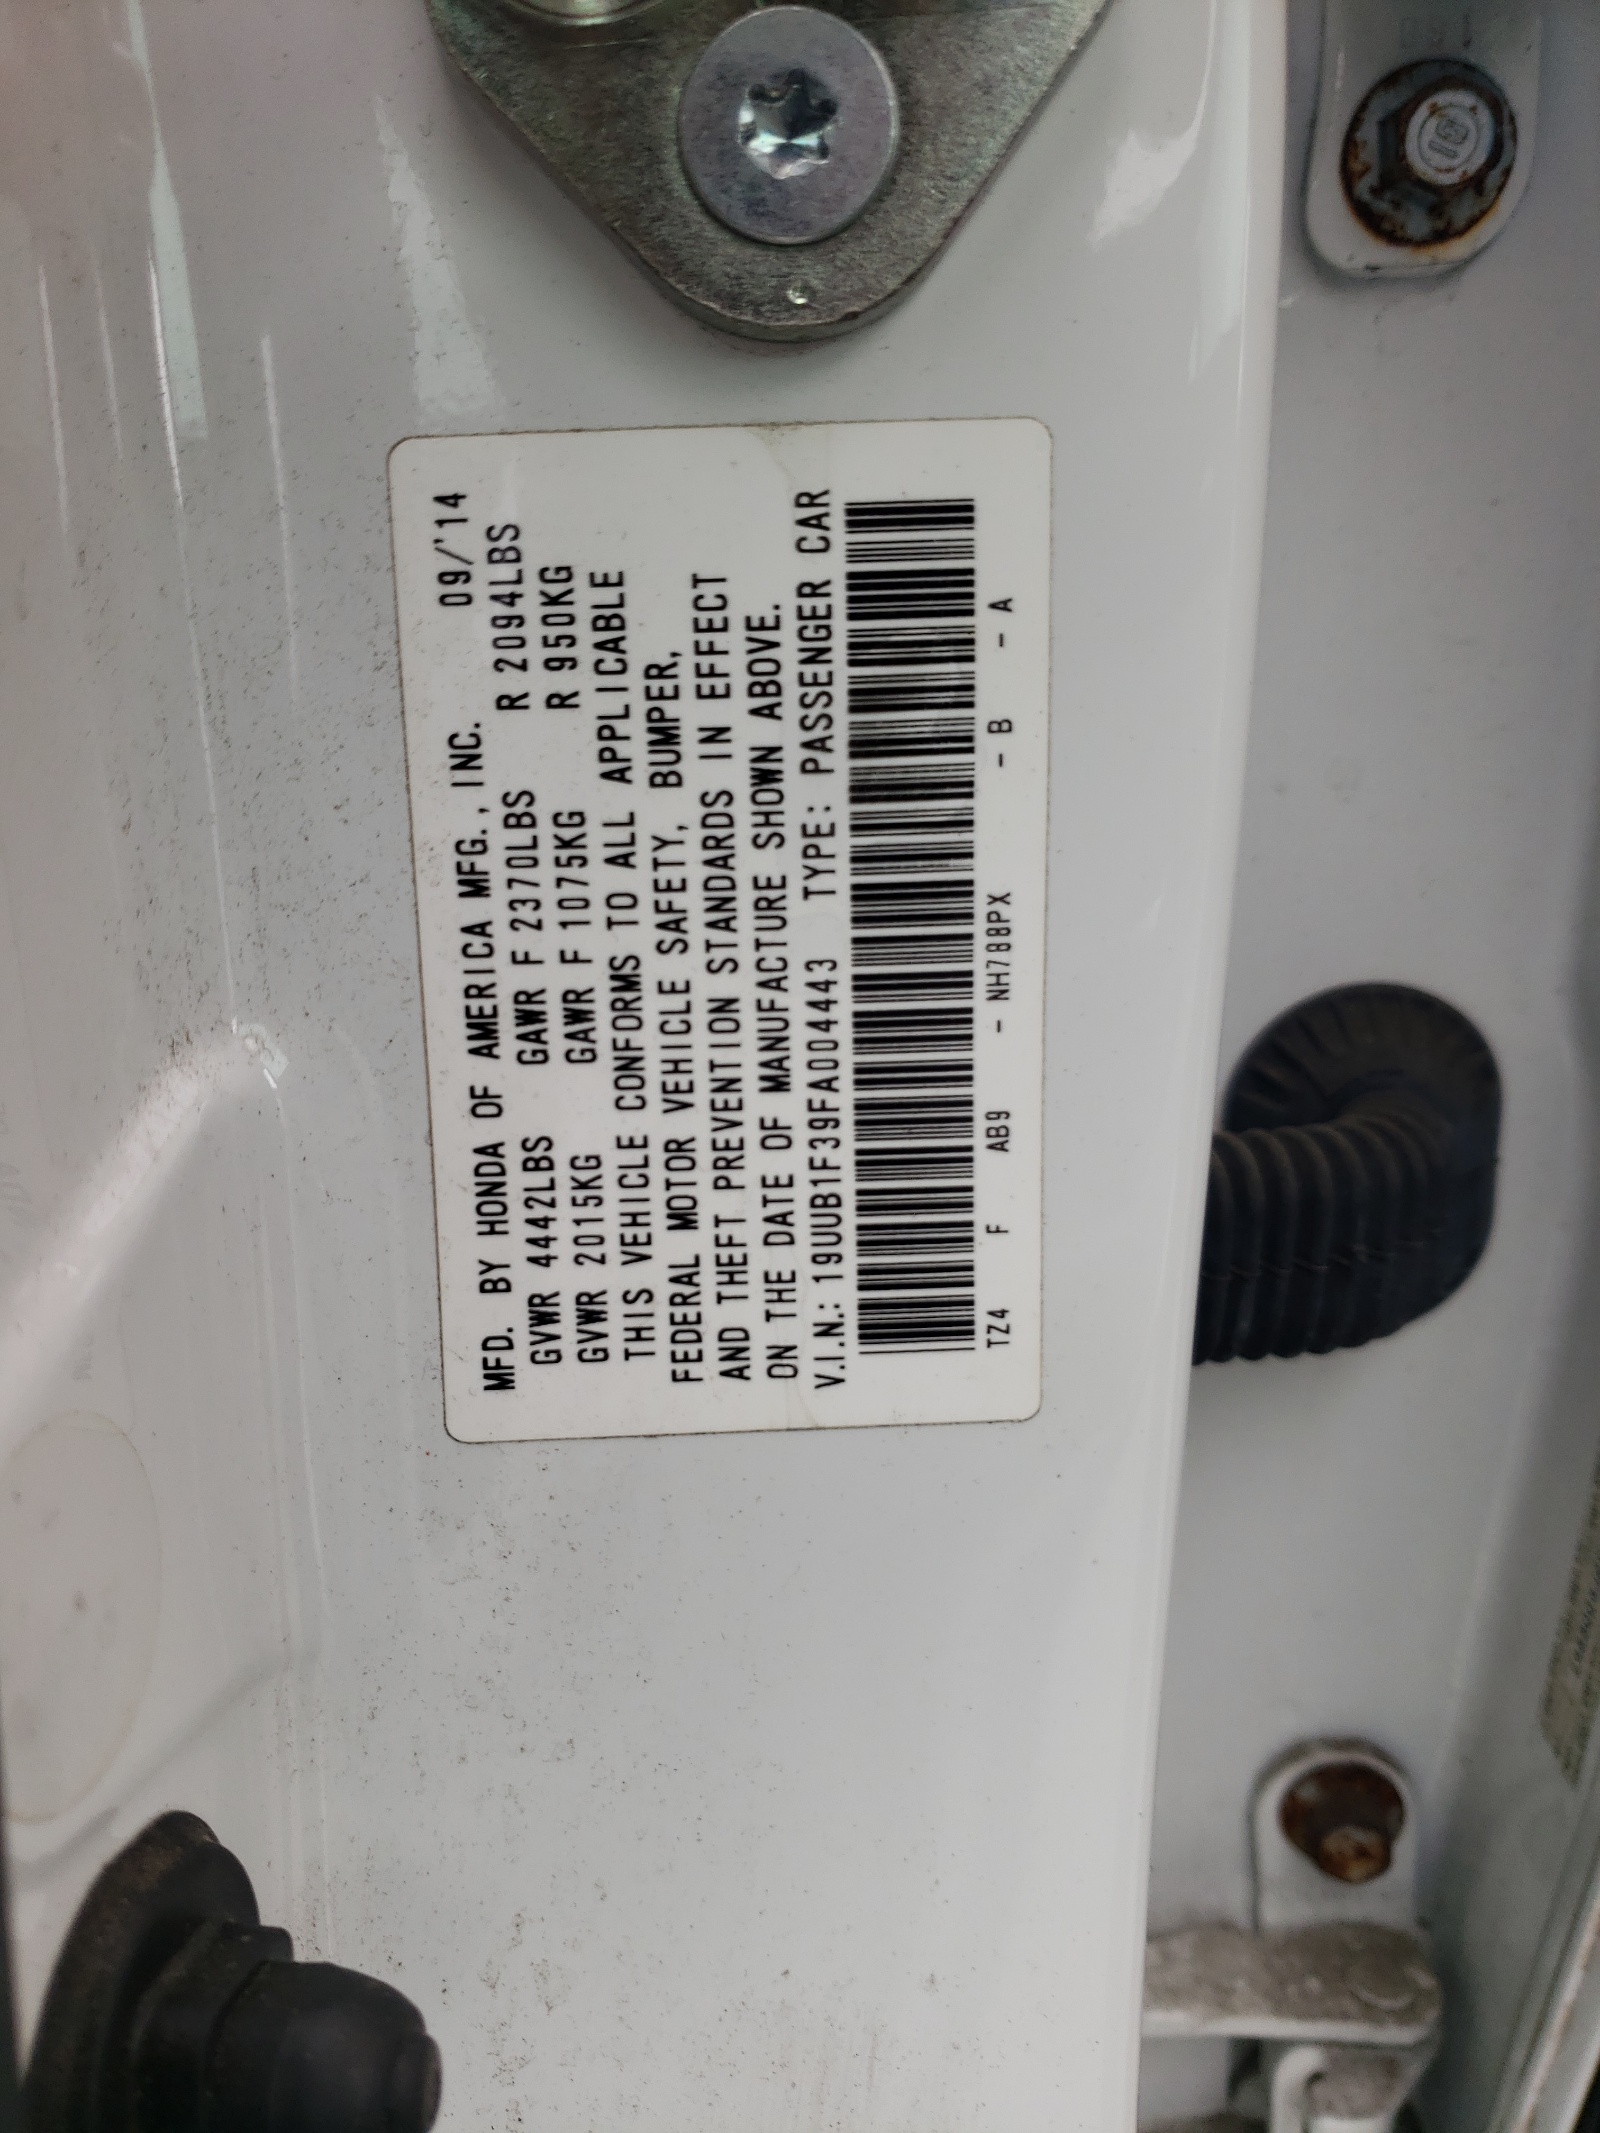 MFD. BY HONDA OF AMERICA MFG., INC. 09/'14
GVWR 4442LBS GAWR F 2370LBS R 2094LBS
GVWR 2015KG GAWR F 1075KG R 950KG
THIS VEHICLE CONFORMS TO ALL APPLICABLE
FEDERAL MOTOR VEHICLE SAFETY, BUMPER,
AND THEFT PREVENTION STANDARDS IN EFFECT
ON THE DATE OF MANUFACTURE SHOWN ABOVE.
V.I.N.: 19UUB1F39FA004443 TYPE: PASSENGER CAR
TZ4 F AB9 - NH788PX - B - A
10